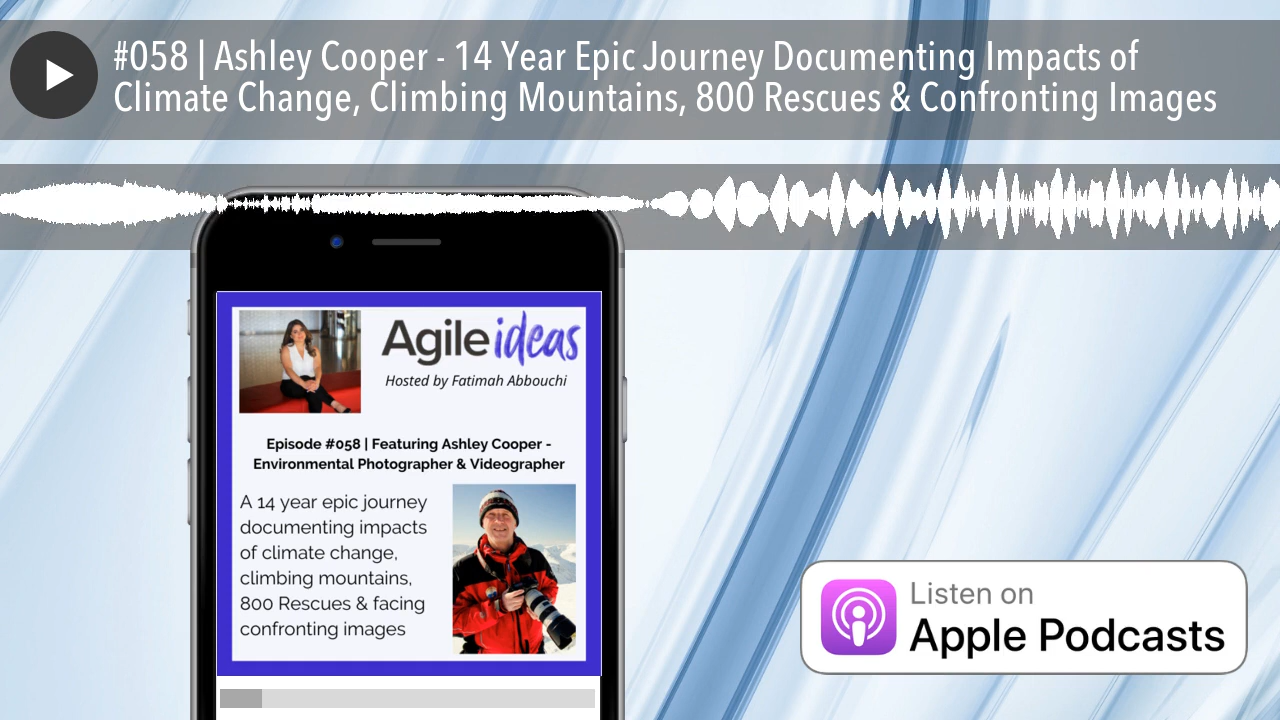 #058 | Ashley Cooper - 14 Year Epic Journey Documenting Impacts of
Climate Change, Climbing Mountains, 800 Rescues & Confronting Images
Agile ideas
Hosted by Fatimah Abbouchi
Episode #058 | Featuring Ashley Cooper -
Environmental Photographer & Videographer
A 14 year epic journey
documenting impacts
of climate change,
climbing mountains,
800 Rescues & facing
confronting images
Listen on
Apple Podcasts